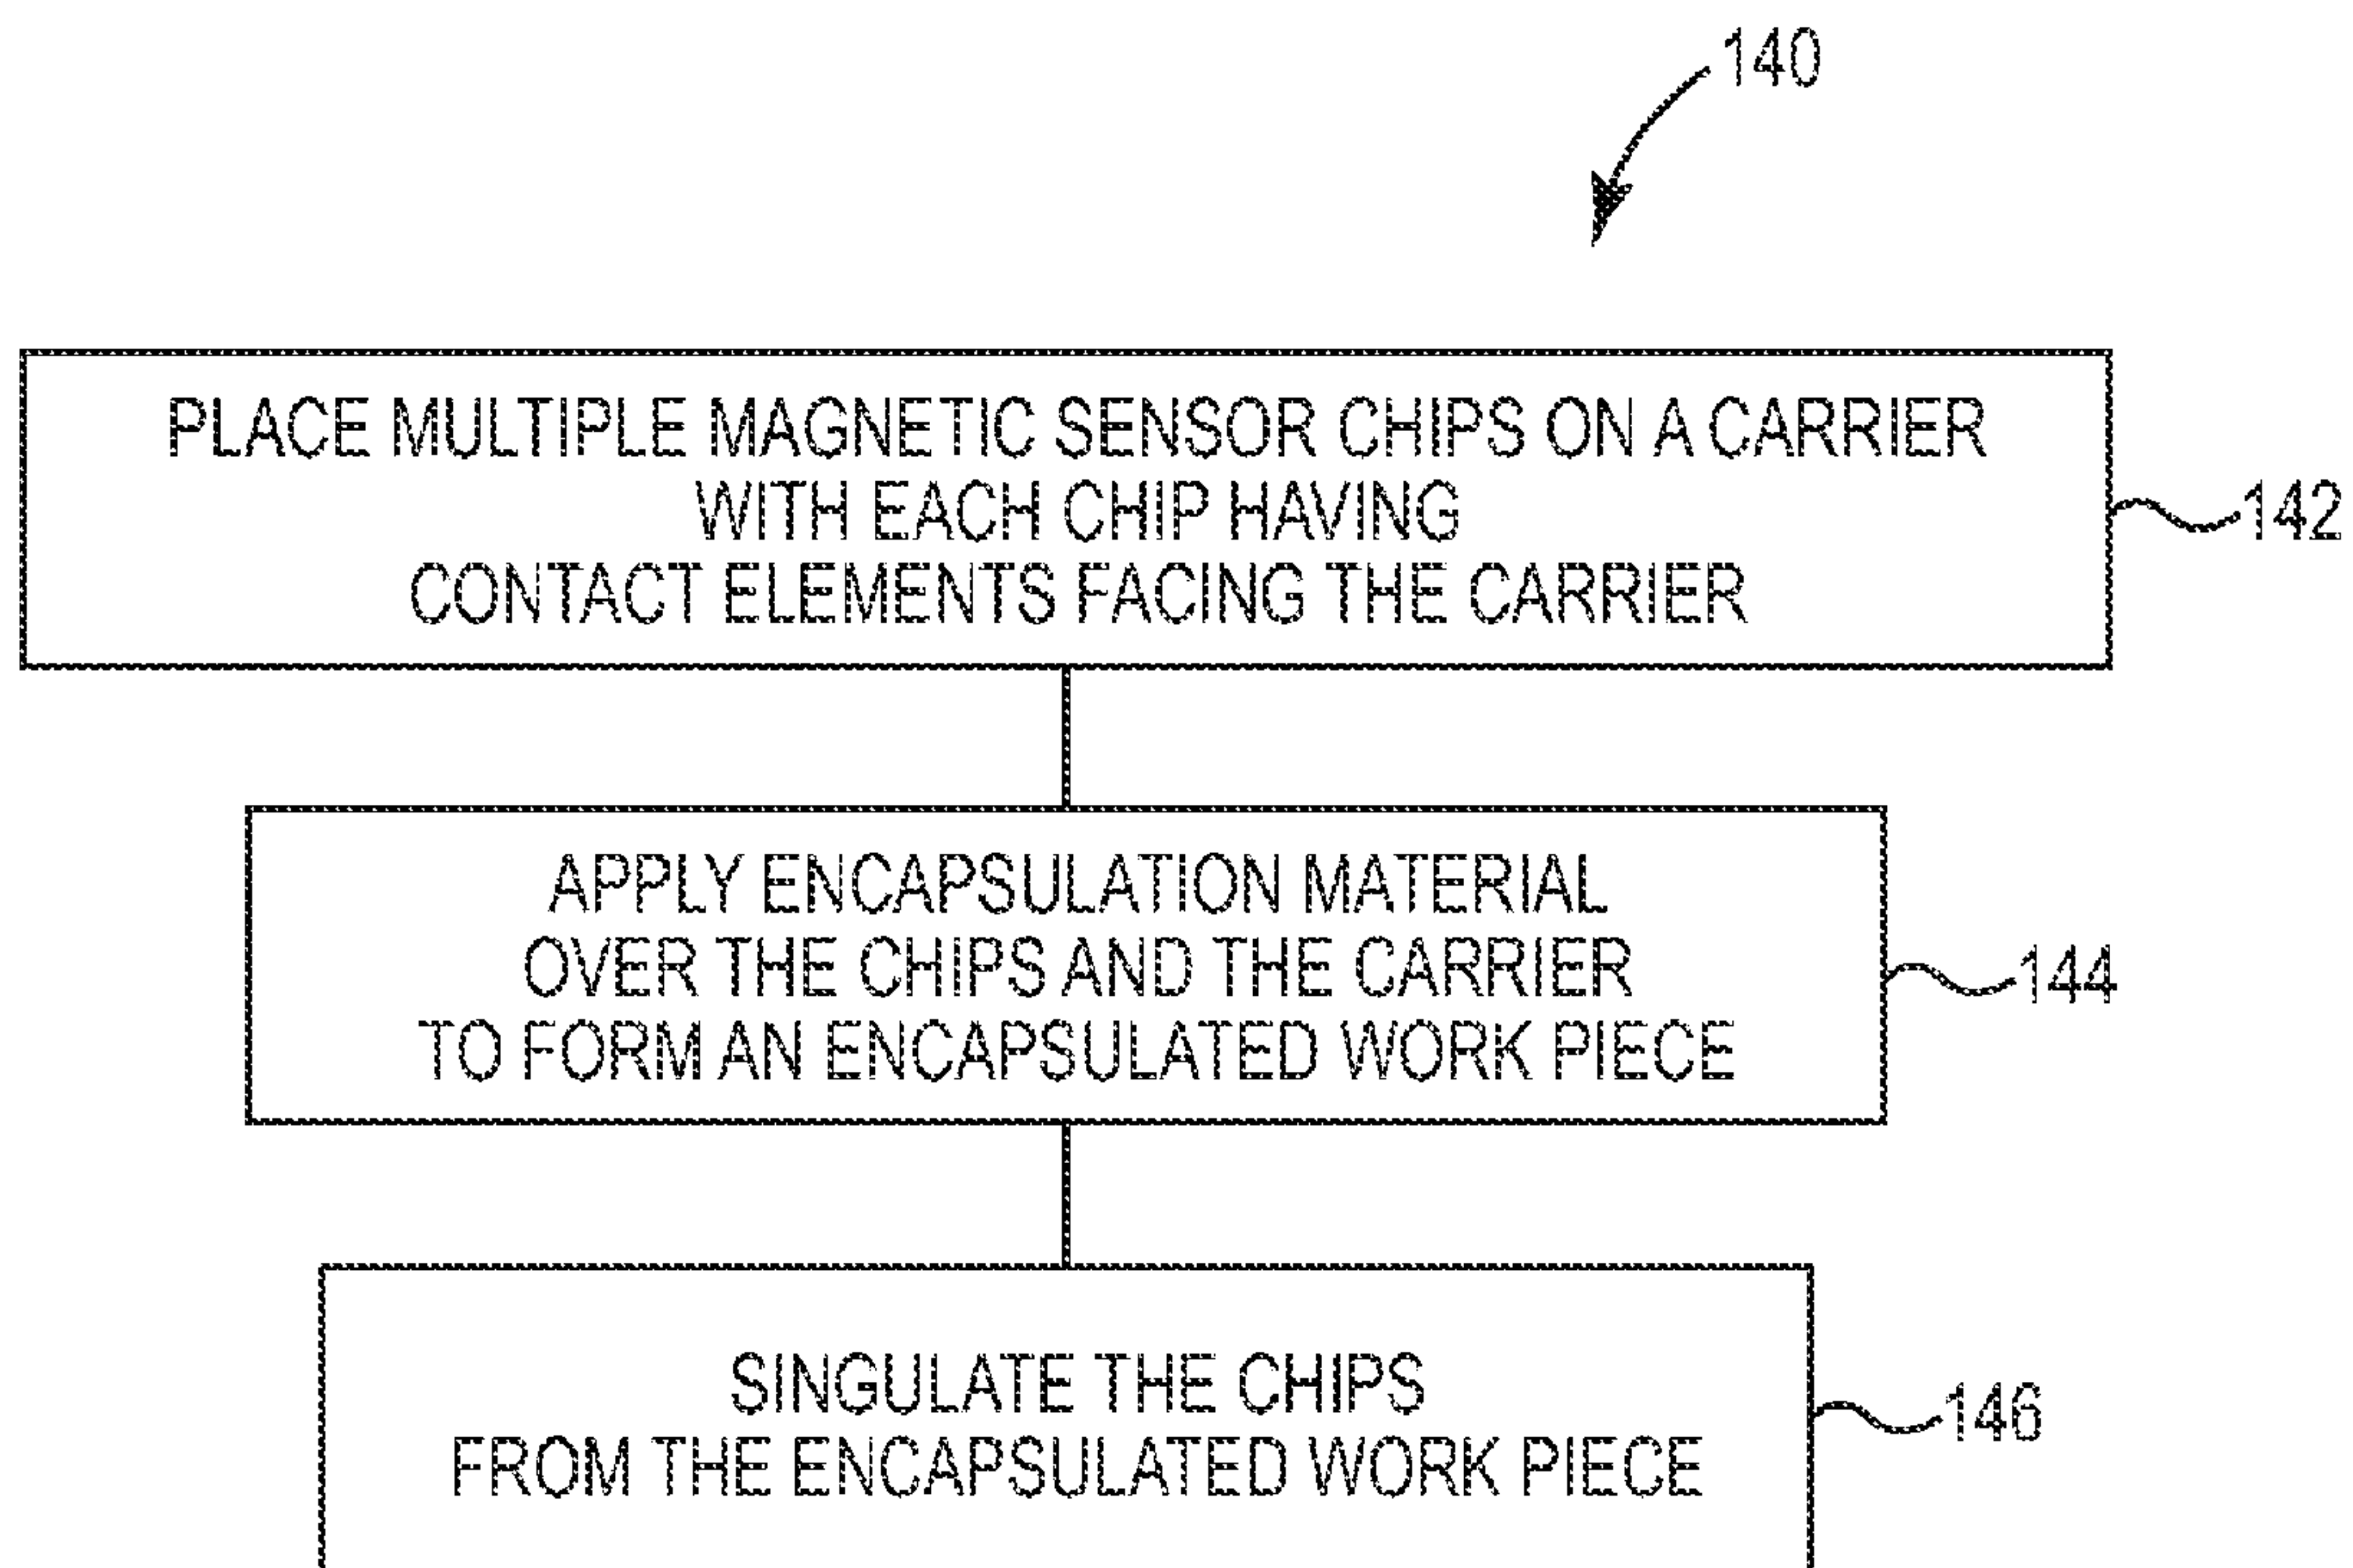 140
PLACE MULTIPLE MAGNETIC SENSOR CHIPS ON A CARRIER
WITH EACH CHIP HAVING
CONTACT ELEMENTS FACING THE CARRIER
142
APPLY ENCAPSULATION MATERIAL
OVER THE CHIPS AND THE CARRIER
TO FORM AN ENCAPSULATED WORK PIECE
144
SINGULATE THE CHIPS
FROM THE ENCAPSULATED WORK PIECE
146